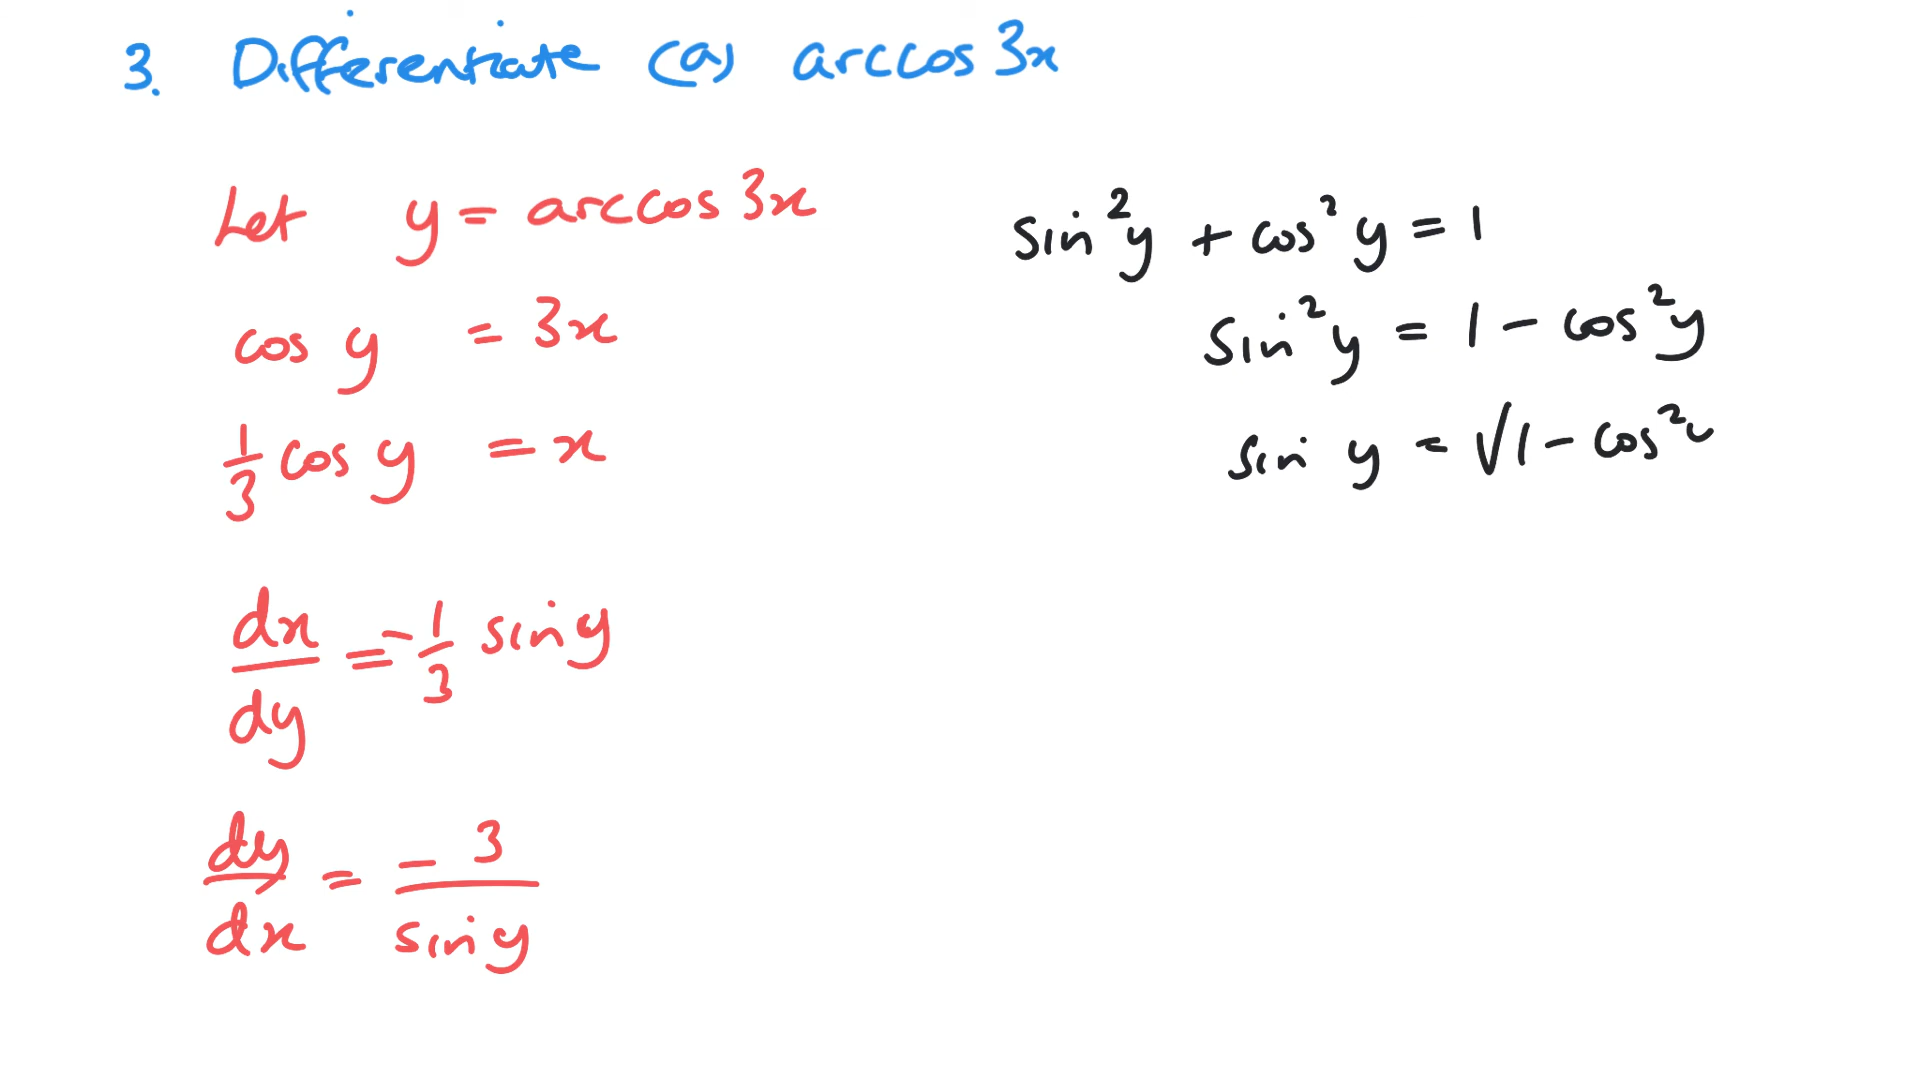 3. Differentiate (a) arccos 3x
Let y = arccos 3x
cos y = 3x
1/3 cos y = x
dx/dy = -1/3 sin y
dy/dx = -3/sin y
sin²y + cos²y = 1
sin²y = 1 - cos²y
sin y = √1 - cos²